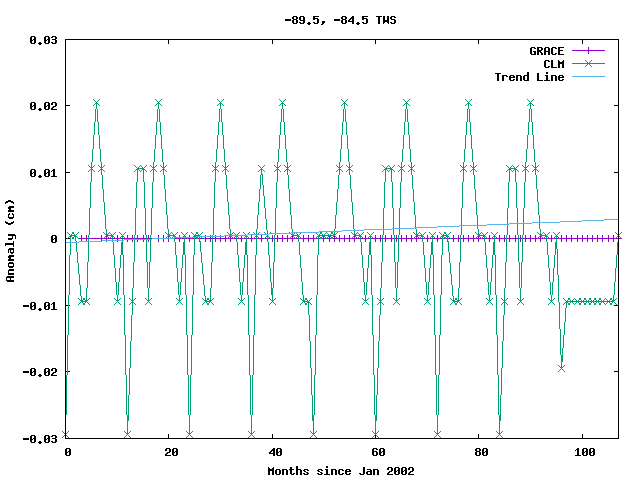 -89.5, -84.5 TWS
GRACE
CLM
Trend Line
0.03
0.02
0.01
0
-0.01
-0.02
-0.03
Anomaly (cm)
0 20 40 60 80 100
Months since Jan 2002